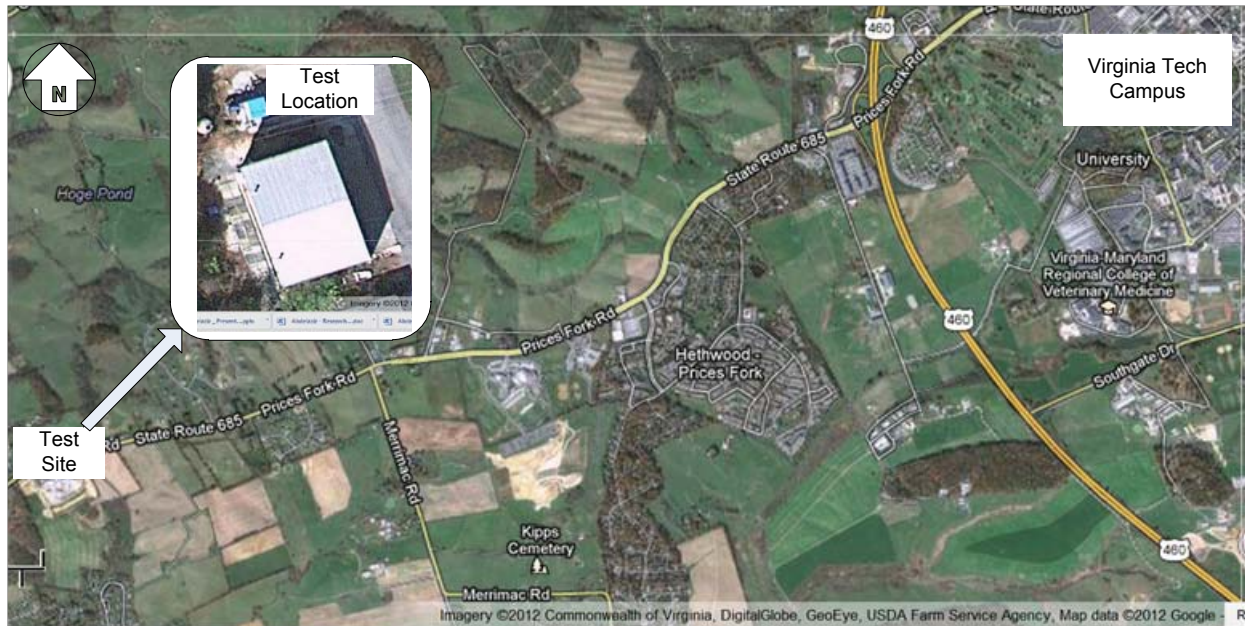 460
State Route
Prices Fork Rd
Virginia Tech
Campus
N
Test
Location
State Route 685
University
Hoge Pond
Virginia-Maryland
Regional College of
Veterinary Medicine
Imagery ©2012
460
Prices Fork Rd
Hethwood -
Prices Fork
Southgate Dr
Prices Fork Rd
State Route 685
Rd
Test
Site
Merrimac Rd
Kipps
Cemetery
460
Merrimac Rd
Imagery ©2012 Commonwealth of Virginia, DigitalGlobe, GeoEye, USDA Farm Service Agency, Map data ©2012 Google -